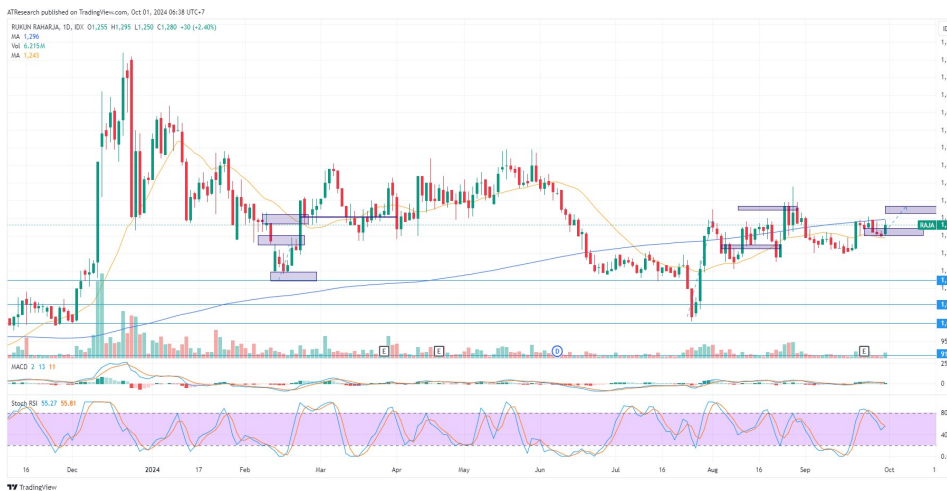 ATResearch published on TradingView.com, Oct 01, 2024 06:38 UTC+7
RUKUN RAHARJA, 1D, IDX O1,255 H1,295 L1,250 C1,280 +30 (+2.40%)
MA 1,296
Vol 6.215M
MA 1,243
RAJA
E E D E
MACD 2 13 11
0
Stoch RSI 55.27 55.81
16 Dec 2024 17 Feb Mar Apr May Jun Jul 16 Aug 16 Sep Oct
TradingView